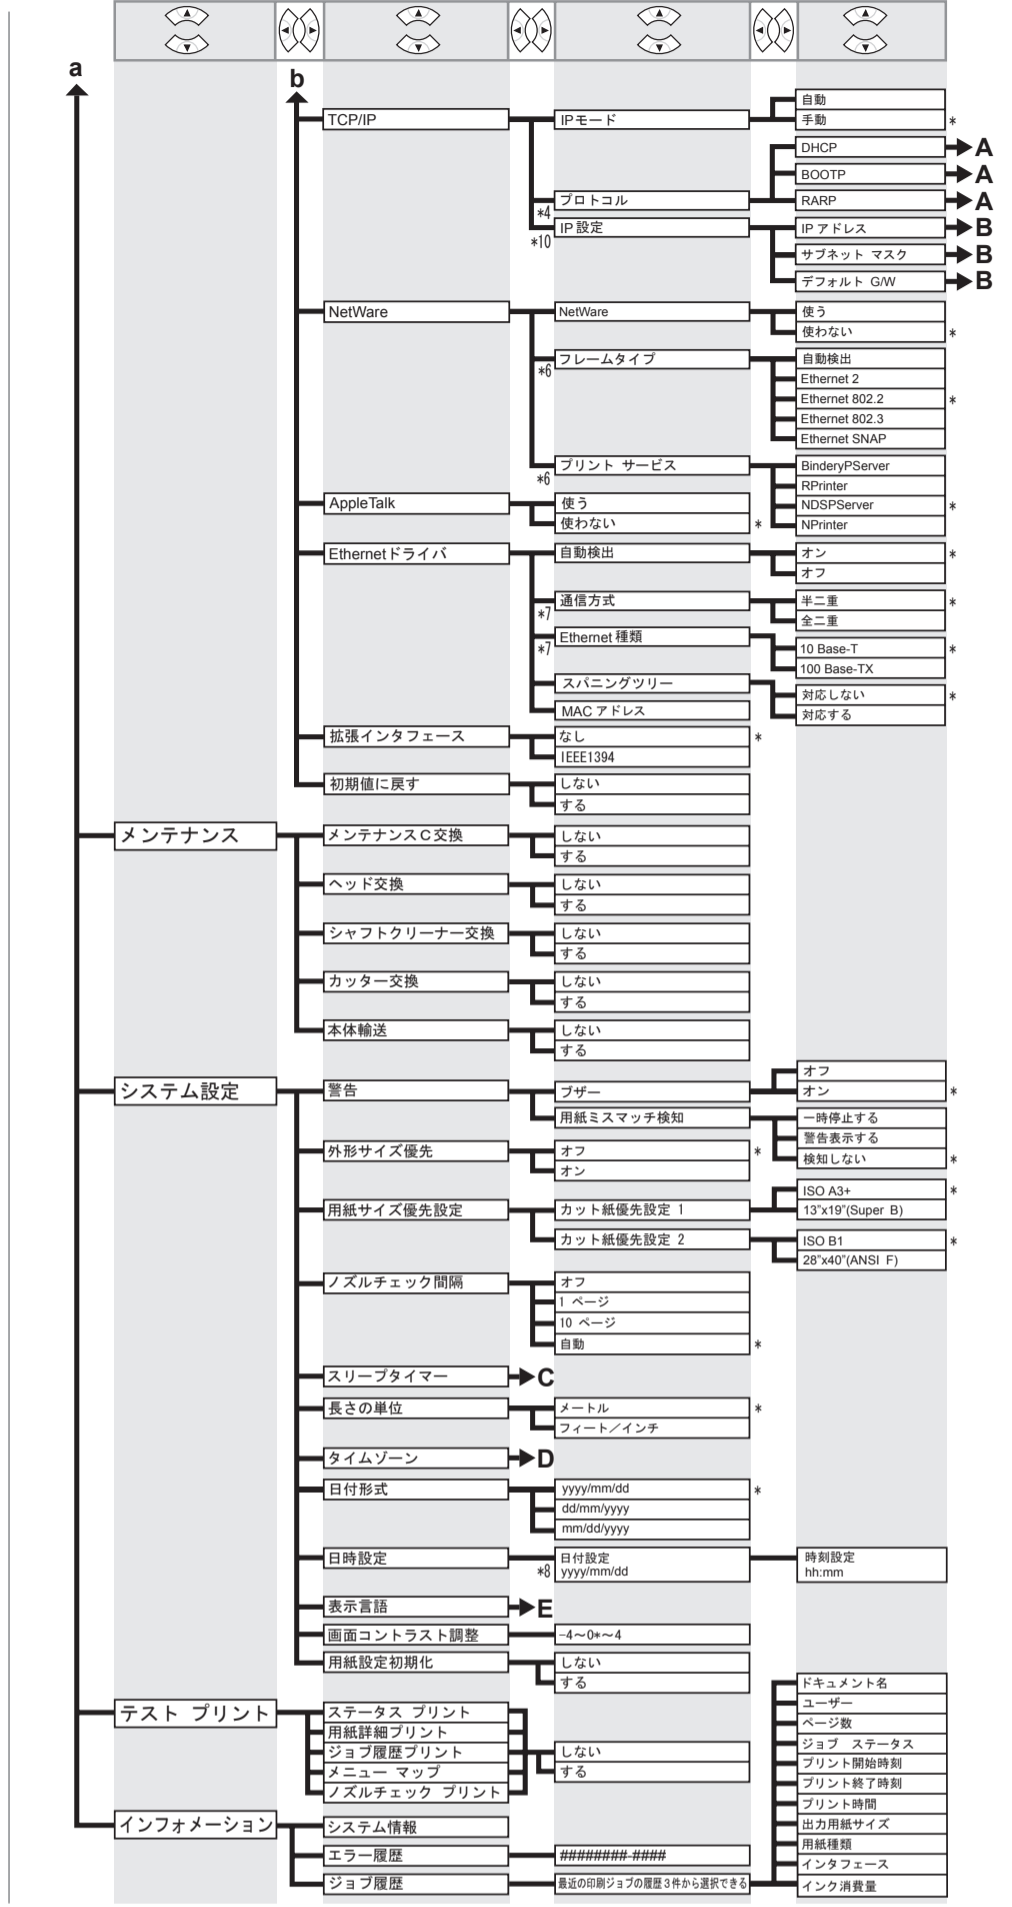 a
b
TCP/IP
IPモード
自動
手動 *
プロトコル
*4
DHCP
A
BOOTP
A
RARP
A
IP 設定
*10
IP アドレス
B
サブネット マスク
B
デフォルト G/W
B
NetWare
NetWare
使う
使わない *
フレームタイプ
*6
自動検出
Ethernet 2
Ethernet 802.2 *
Ethernet 802.3
Ethernet SNAP
プリント サービス
*6
BinderyPServer
RPrinter
NDSPServer *
NPrinter
AppleTalk
使う
使わない *
Ethernetドライバ
自動検出
オン *
オフ
通信方式
*7
半二重 *
全二重
Ethernet 種類
*7
10 Base-T *
100 Base-TX
スパニングツリー
対応しない *
対応する
MAC アドレス
拡張インタフェース
なし *
IEEE1394
初期値に戻す
しない
する
メンテナンス
メンテナンスC交換
しない
する
ヘッド交換
しない
する
シャフトクリーナー交換
しない
する
カッター交換
しない
する
本体輸送
しない
する
システム設定
警告
ブザー
オフ
オン *
用紙ミスマッチ検知
一時停止する
警告表示する
検知しない *
外形サイズ優先
オフ *
オン
用紙サイズ優先設定
カット紙優先設定 1
ISO A3+ *
13"x19"(Super B)
カット紙優先設定 2
ISO B1 *
28"x40"(ANSI F)
ノズルチェック間隔
オフ
1 ページ
10 ページ
自動 *
スリープタイマー
C
長さの単位
メートル *
フィート／インチ
タイムゾーン
D
日付形式
yyyy/mm/dd *
dd/mm/yyyy
mm/dd/yyyy
日時設定
*8
日付設定
yyyy/mm/dd
時刻設定
hh:mm
表示言語
E
画面コントラスト調整
-4～0*～4
用紙設定初期化
しない
する
テスト プリント
ステータス プリント
用紙詳細プリント
ジョブ履歴プリント
メニュー マップ
ノズルチェック プリント
しない
する
インフォメーション
システム情報
エラー履歴
########-####
ジョブ履歴
最近の印刷ジョブの履歴3件から選択できる
ドキュメント名
ユーザー
ページ数
ジョブ　ステータス
プリント開始時刻
プリント終了時刻
プリント時間
出力用紙サイズ
用紙種類
インタフェース
インク消費量